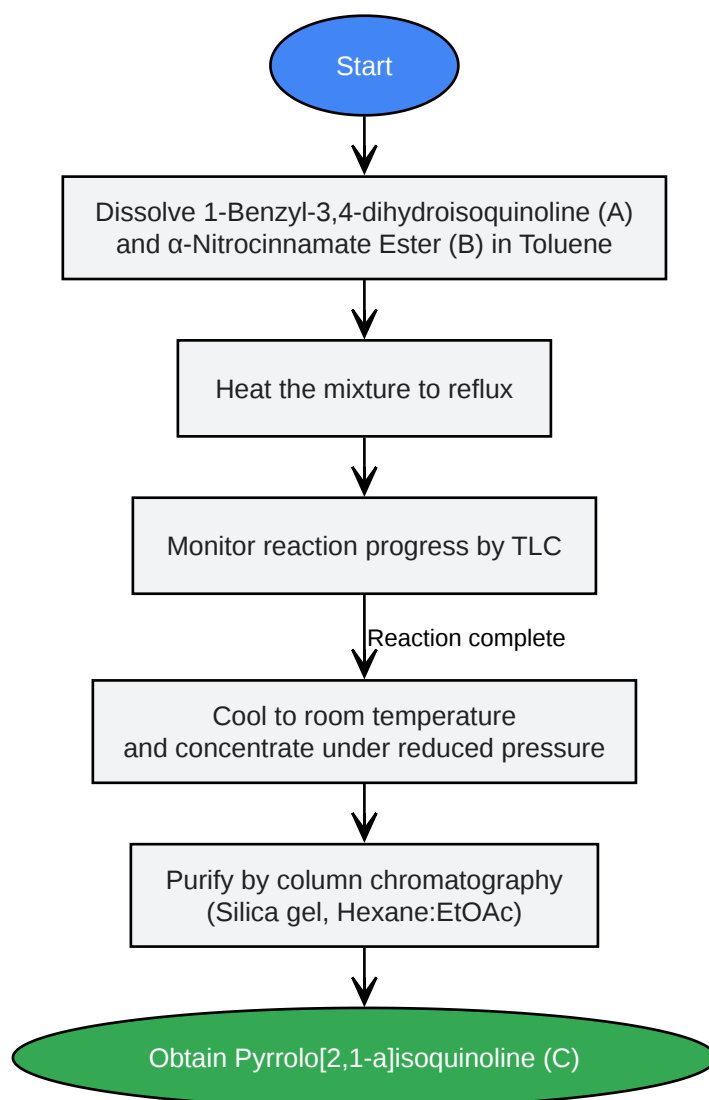 Start
Dissolve 1-Benzyl-3,4-dihydroisoquinoline (A)
and α-Nitrocinnamate Ester (B) in Toluene
Heat the mixture to reflux
Monitor reaction progress by TLC
Reaction complete
Cool to room temperature
and concentrate under reduced pressure
Purify by column chromatography
(Silica gel, Hexane:EtOAc)
Obtain Pyrrolo[2,1-a]isoquinoline (C)